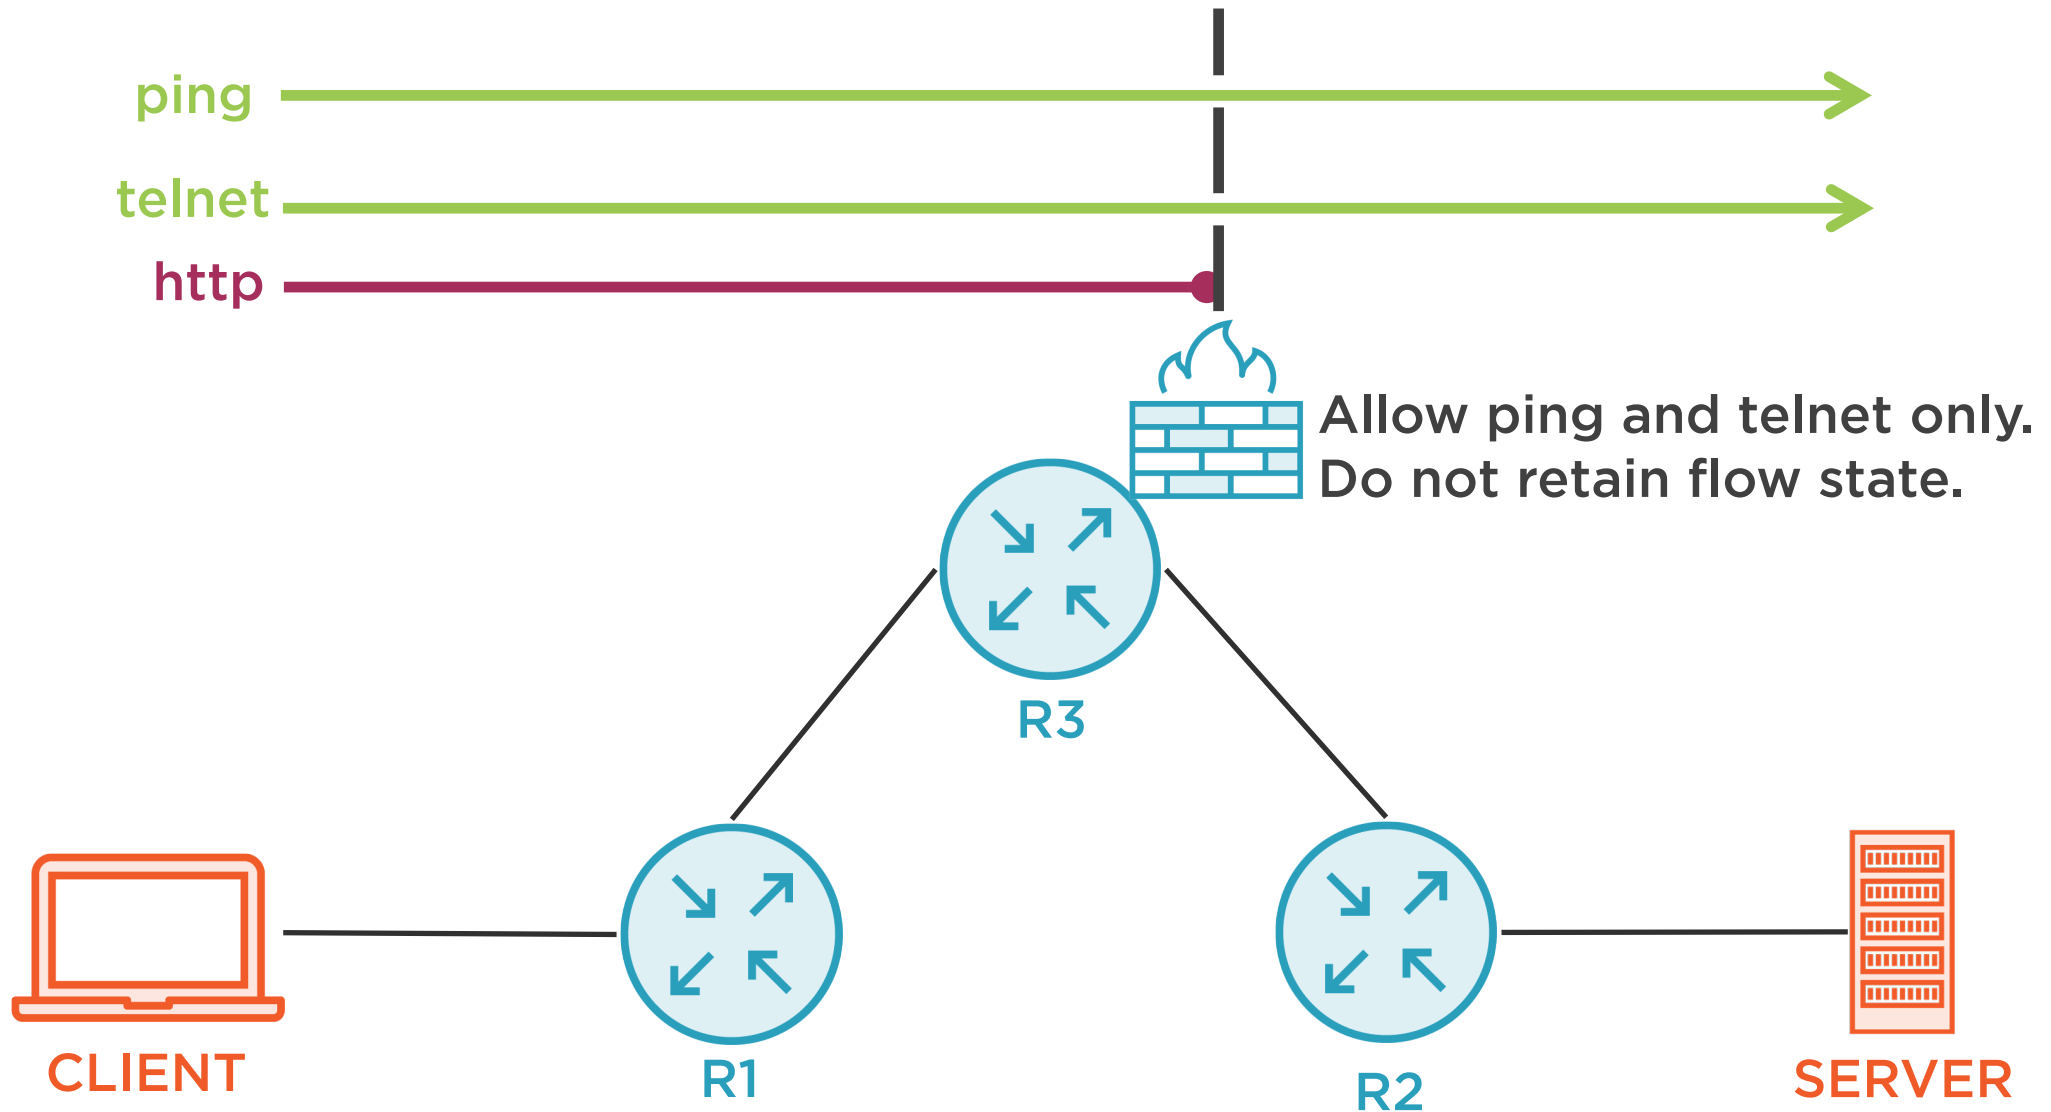 ping
telnet
http
Allow ping and telnet only.
Do not retain flow state.
R3
CLIENT
R1
R2
SERVER